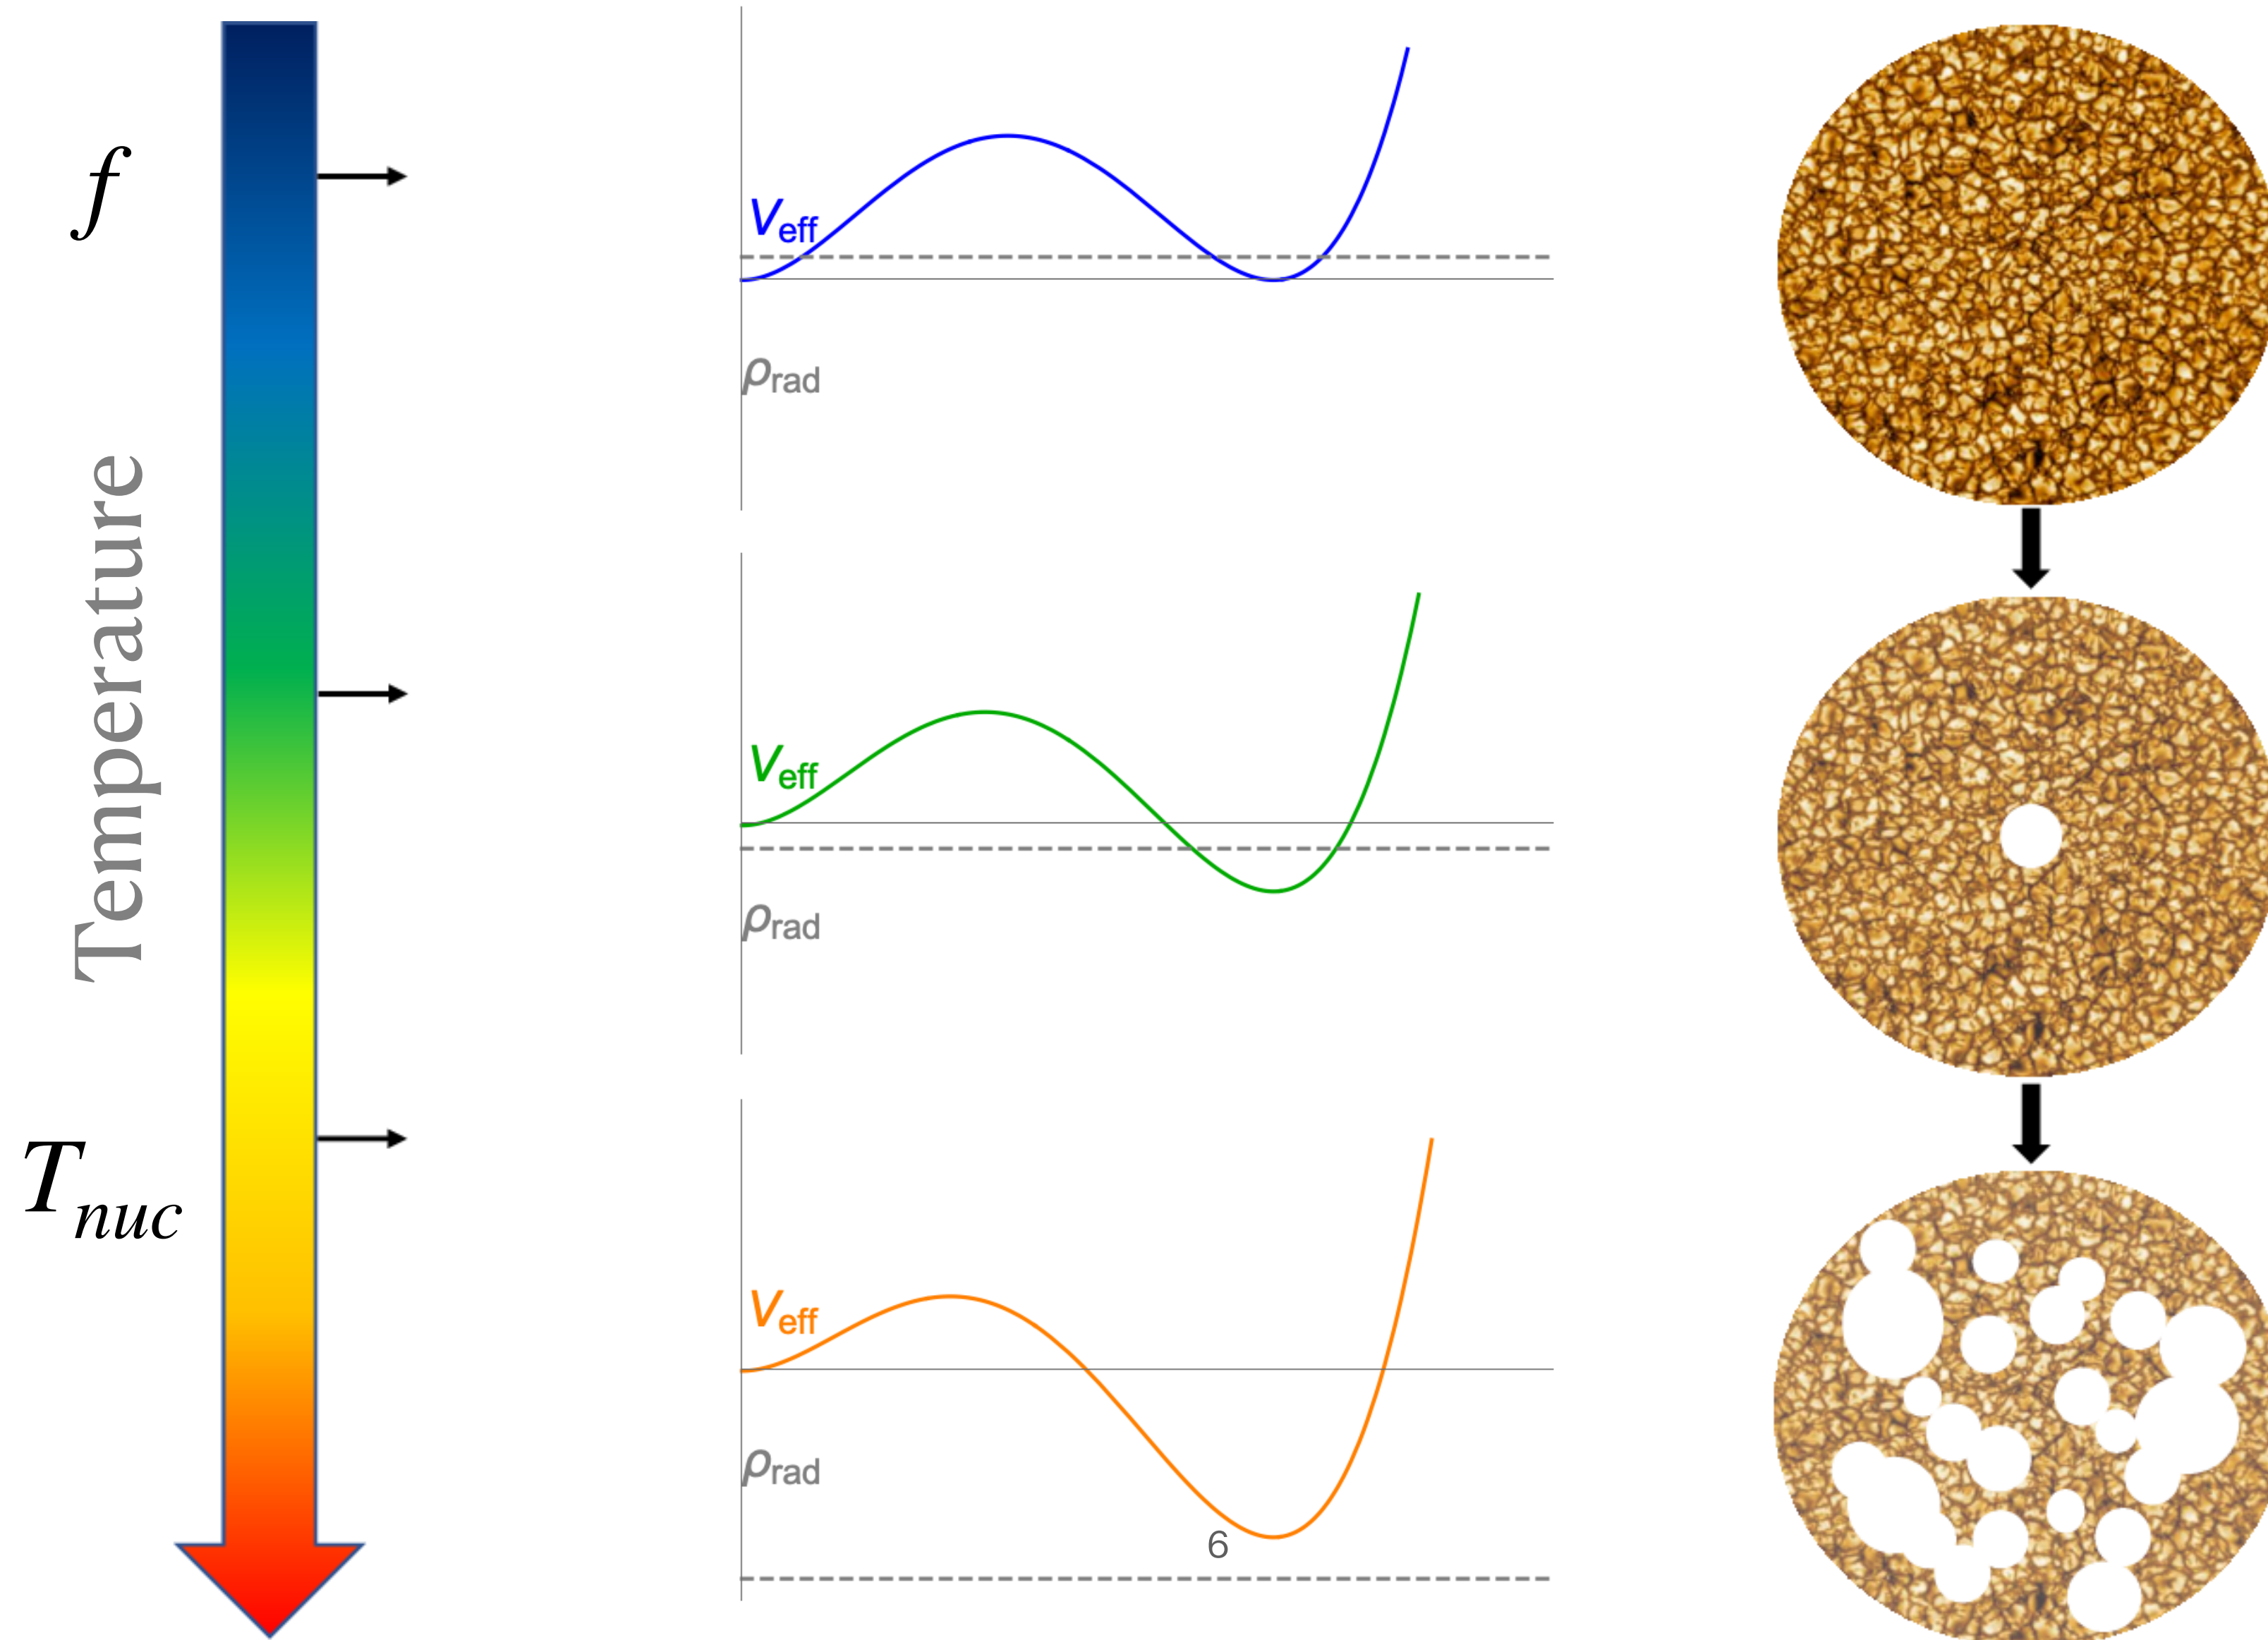 f
Temperature
T_nuc
V_eff
ρ_rad
V_eff
ρ_rad
V_eff
ρ_rad
6